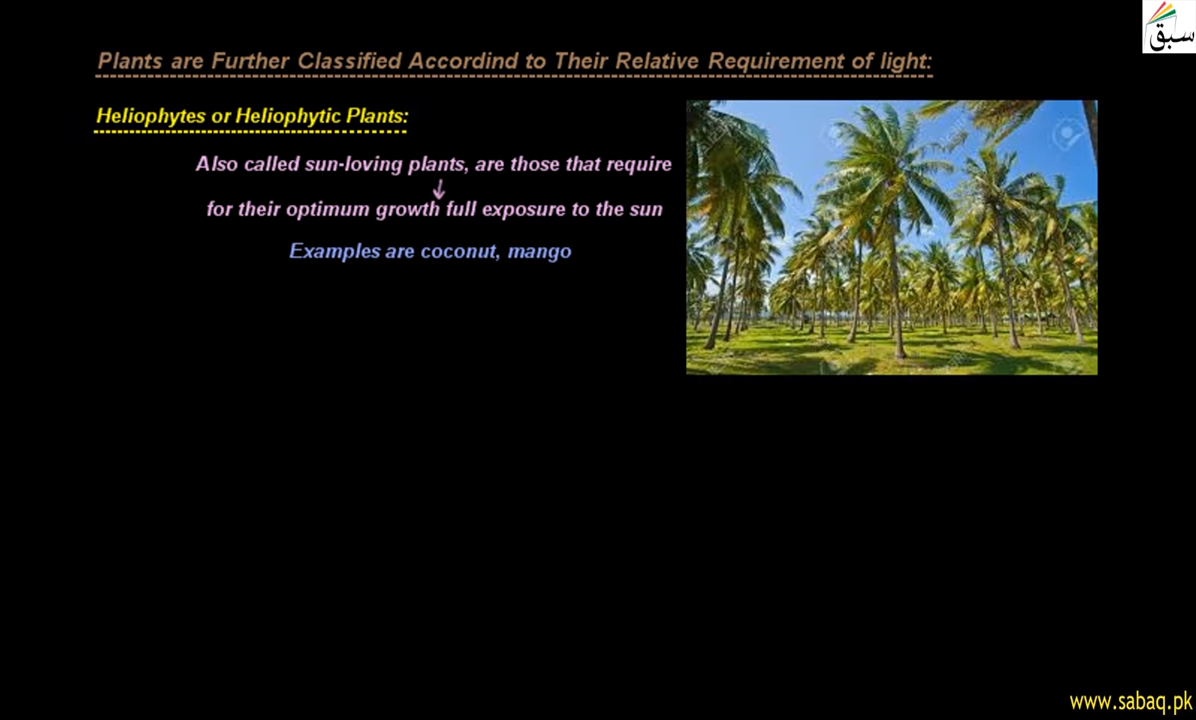 سبق
Plants are Further Classified Accordind to Their Relative Requirement of light:
Heliophytes or Heliophytic Plants:
Also called sun-loving plants, are those that require
for their optimum growth full exposure to the sun
Examples are coconut, mango
www.sabaq.pk